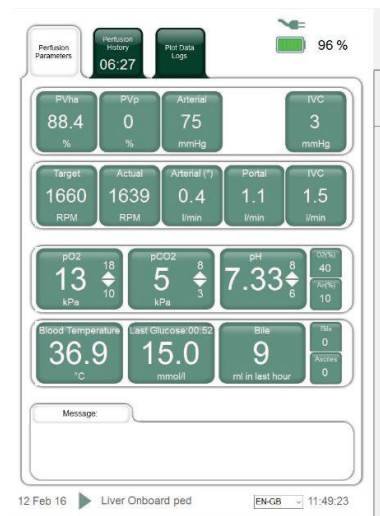 96 %
Perfusion
Parameters
Perfusion
History
06:27
Plot Data
Logs
PVha
88.4
%
PVp
0
%
Arterial
75
mmHg
IVC
3
mmHg
Target
1660
RPM
Actual
1639
RPM
Arterial (*)
0.4
l/min
Portal
1.1
l/min
IVC
1.5
l/min
pO2
13
kPa
18
10
pCO2
5
kPa
8
3
pH
7.33
8
6
O2(%)
40
Air(%)
10
Blood Temperature
36.9
°C
Last Glucose:00:52
15.0
mmol/l
Bile
9
ml in last hour
Bile
0
Ascites
0
Message:
12 Feb 16
Liver Onboard ped
EN-GB
11:49:23